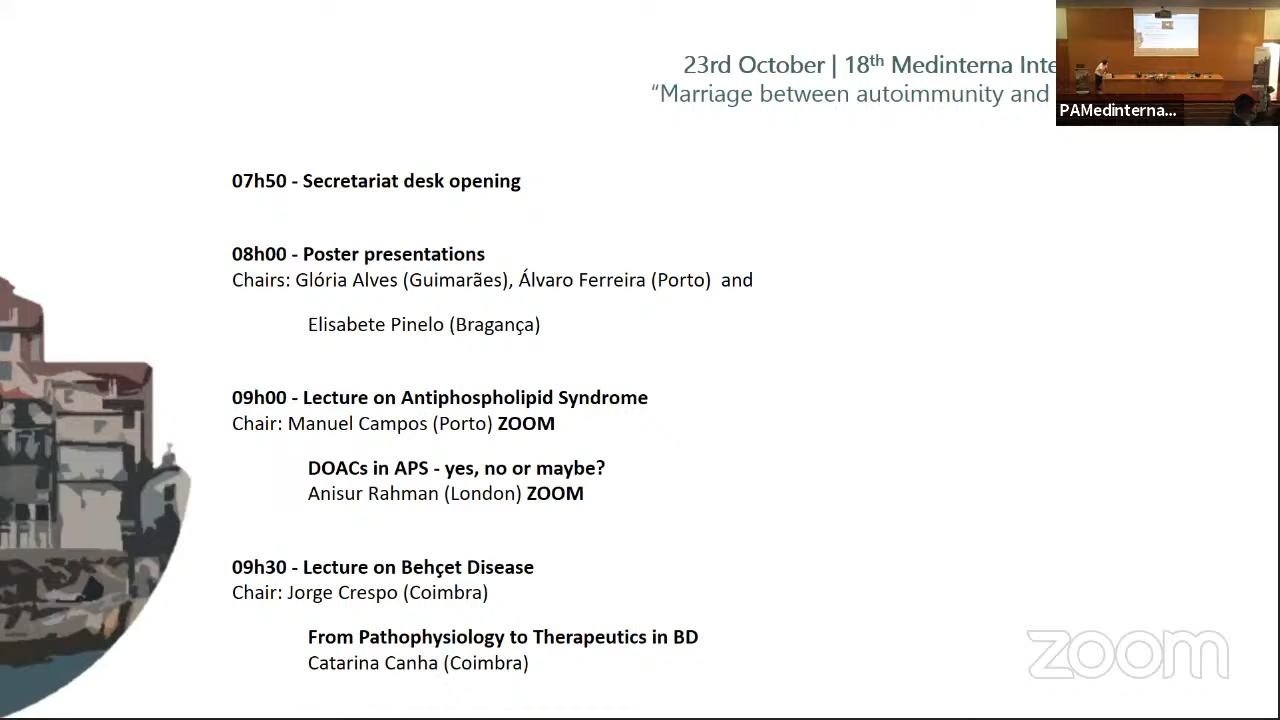 23rd October | 18th Medinterna Inte
“Marriage between autoimmunity and
PAMedinterna...
07h50 - Secretariat desk opening
08h00 - Poster presentations
Chairs: Glória Alves (Guimarães), Álvaro Ferreira (Porto) and
Elisabete Pinelo (Bragança)
09h00 - Lecture on Antiphospholipid Syndrome
Chair: Manuel Campos (Porto) ZOOM
DOACs in APS - yes, no or maybe?
Anisur Rahman (London) ZOOM
09h30 - Lecture on Behçet Disease
Chair: Jorge Crespo (Coimbra)
From Pathophysiology to Therapeutics in BD
Catarina Canha (Coimbra)
zoom